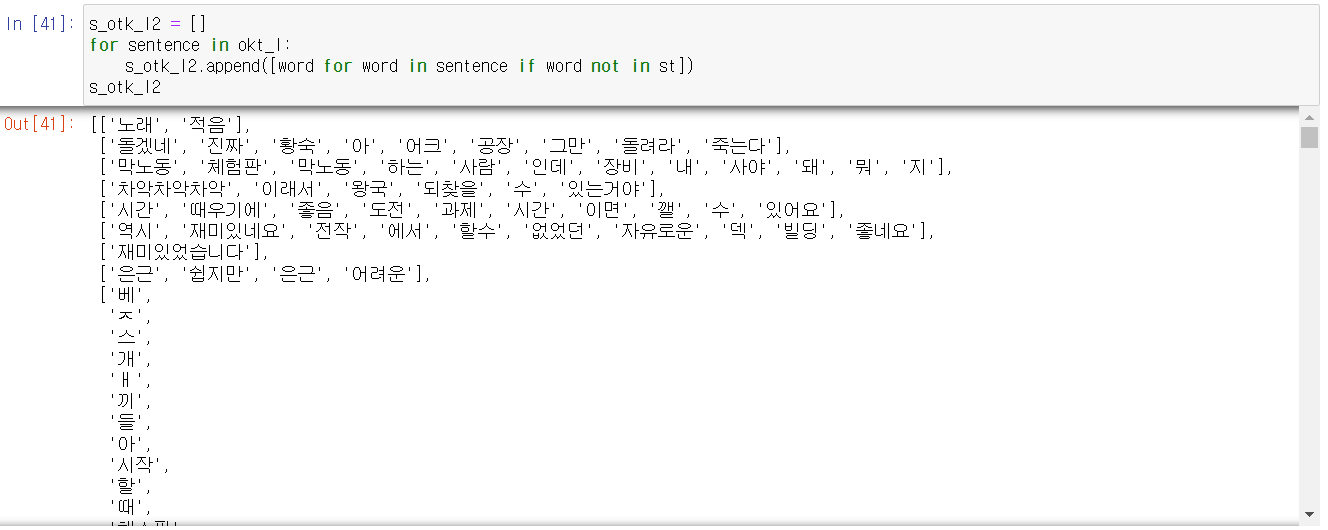 In [41]: s_otk_l2 = []
for sentence in okt_l:
    s_otk_l2.append([word for word in sentence if word not in st])
s_otk_l2
Out[41]: [['노래', '적음'],
['돌겠네', '진짜', '황숙', '아', '어크', '공장', '그만', '돌려라', '죽는다'],
['막노동', '체험판', '막노동', '하는', '사람', '인데', '장비', '내', '사야', '돼', '뭐', '지'],
['차악차악차악', '이래서', '왕국', '되찾을', '수', '있는거야'],
['시간', '때우기에', '좋음', '도전', '과제', '시간', '이면', '깰', '수', '있어요'],
['역시', '재미있네요', '전작', '에서', '할수', '없었던', '자유로운', '덱', '빌딩', '좋네요'],
['재미있었습니다'],
['은근', '쉽지만', '은근', '어려운'],
['베',
'ㅈ',
'스',
'개',
'ㅐ',
'끼',
'들',
'아',
'시작',
'할',
'때',